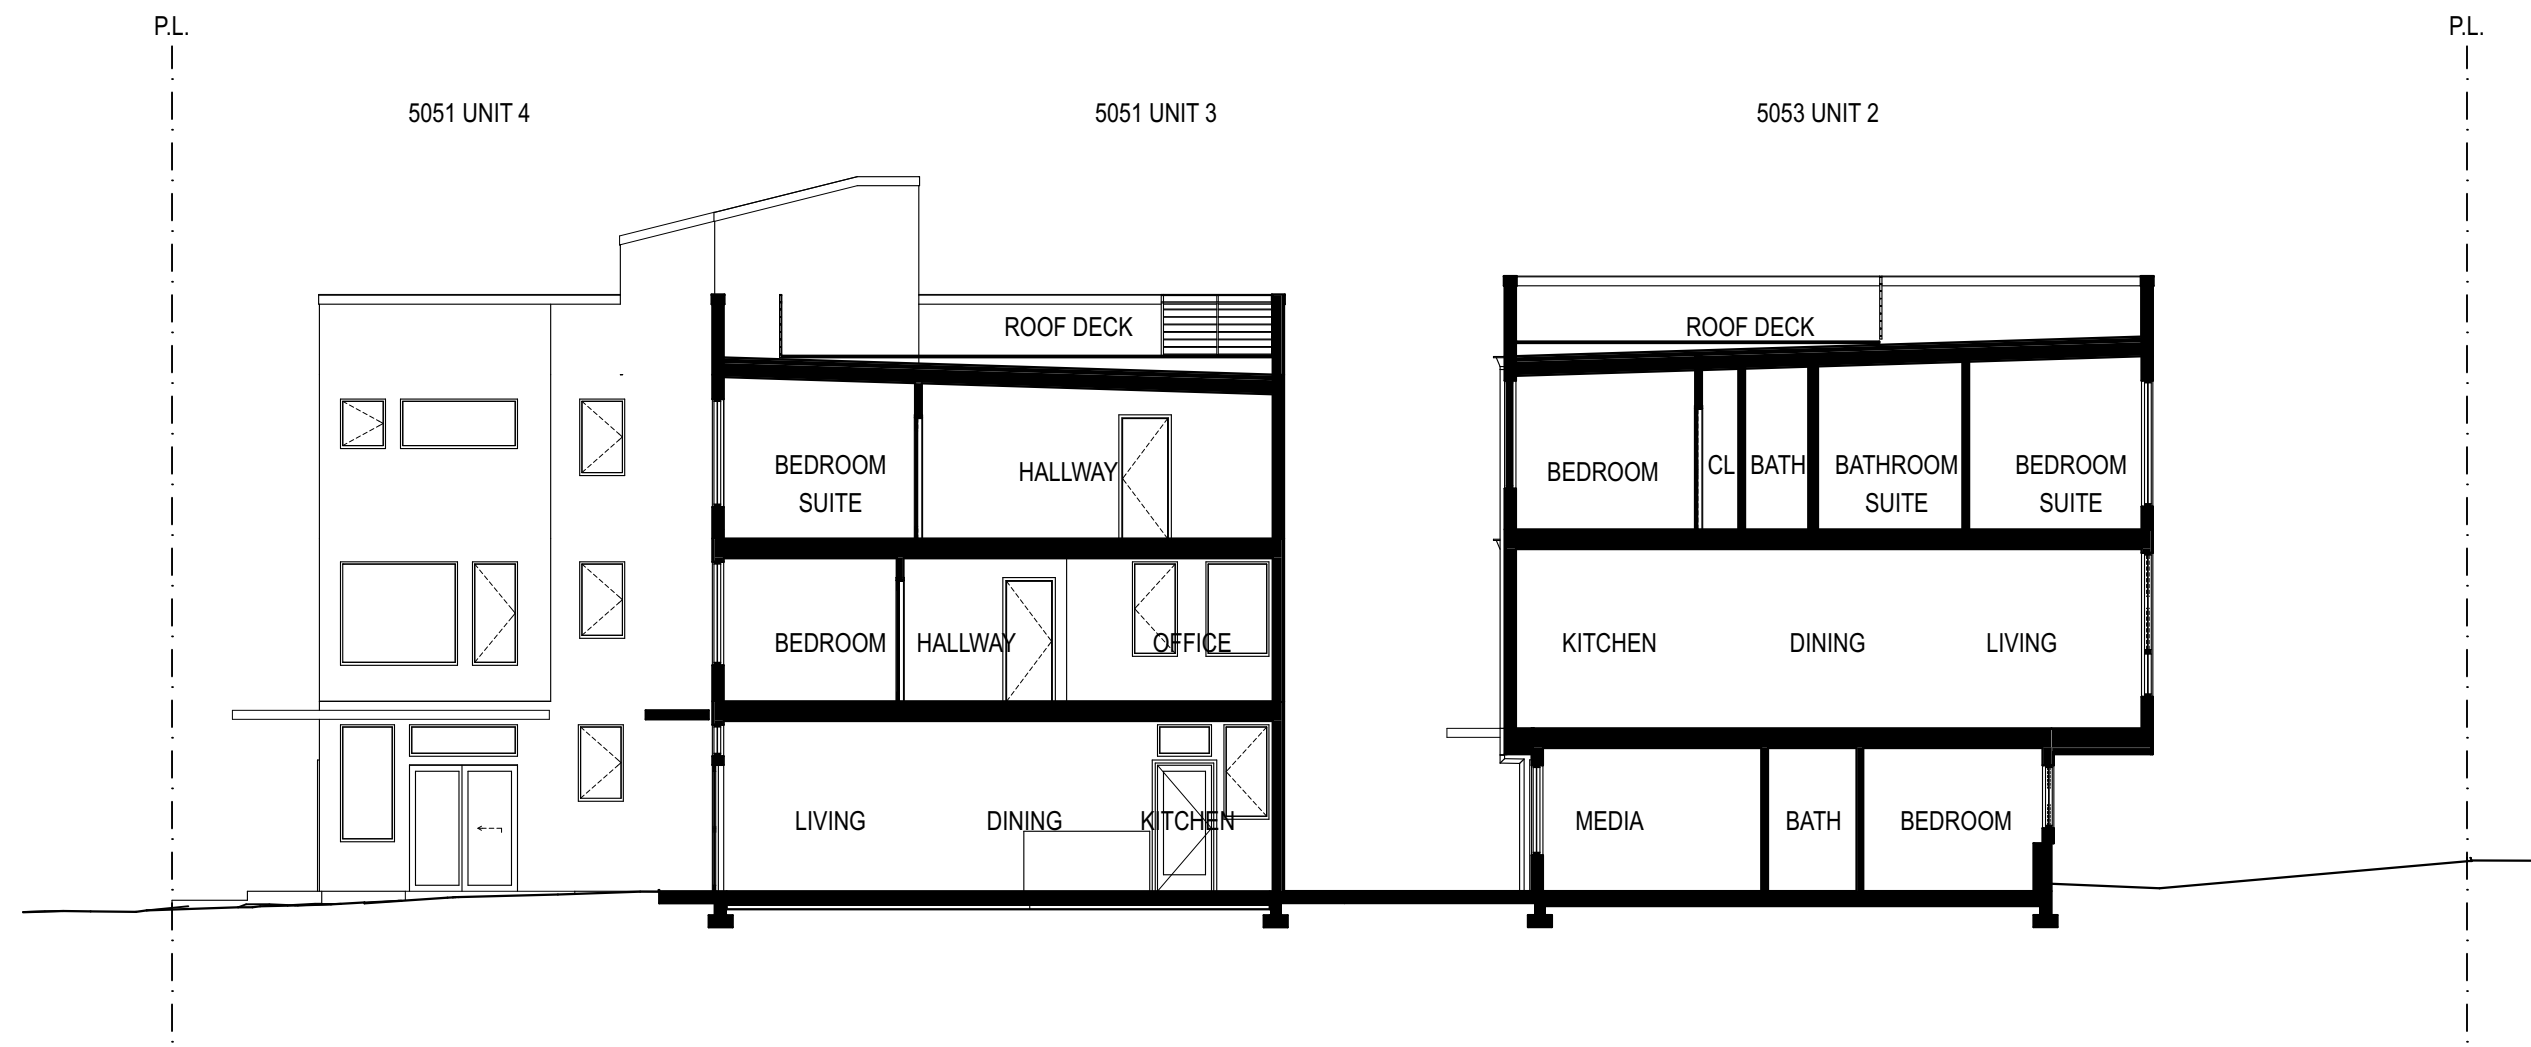 P.L.
P.L.
5051 UNIT 4
5051 UNIT 3
5053 UNIT 2
ROOF DECK
ROOF DECK
BEDROOM
SUITE
HALLWAY
BEDROOM
CL
BATH
BATHROOM
SUITE
BEDROOM
SUITE
BEDROOM
HALLWAY
OFFICE
KITCHEN
DINING
LIVING
LIVING
DINING
KITCHEN
MEDIA
BATH
BEDROOM